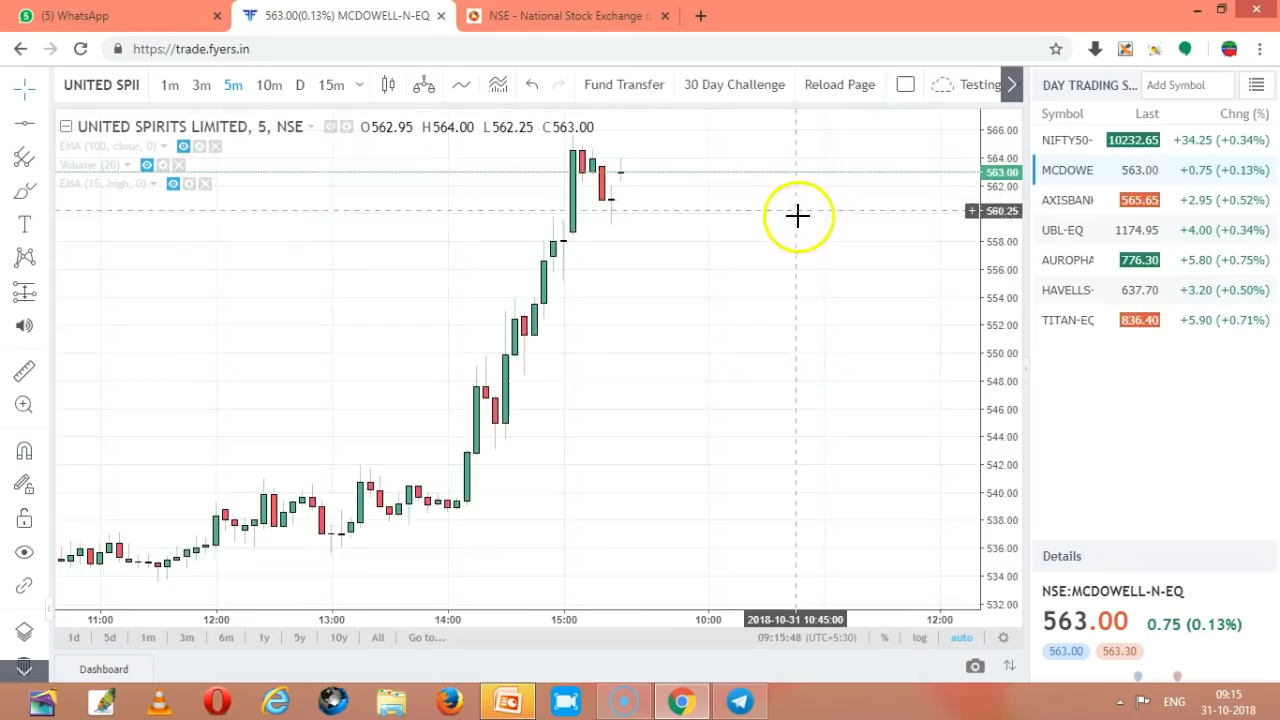 (5) WhatsApp
563.00(0.13%) MCDOWELL-N-EQ
NSE - National Stock Exchange
https://trade.fyers.in
UNITED SPII
1m 3m 5m 10m D 15m
Fund Transfer
30 Day Challenge
Reload Page
Testing
UNITED SPIRITS LIMITED, 5, NSE
O562.95 H564.00 L562.25 C563.00
EMA (100, close, 0)
Volume (20)
EMA (15, high, 0)
566.00
564.00
563.00
562.00
560.25
558.00
556.00
554.00
552.00
550.00
548.00
546.00
544.00
542.00
540.00
538.00
536.00
534.00
532.00
11:00 12:00 13:00 14:00 15:00 10:00 2018-10-31 10:45:00 12:00
1d 5d 1m 3m 6m 1y 5y 10y All Go to...
09:15:48 (UTC+5:30) % log auto
Dashboard
DAY TRADING S...
Add Symbol
Symbol Last Chng (%)
NIFTY50- 10232.65 +34.25 (+0.34%)
MCDOWE 563.00 +0.75 (+0.13%)
AXISBANK 565.65 +2.95 (+0.52%)
UBL-EQ 1174.95 +4.00 (+0.34%)
AUROPHA 776.30 +5.80 (+0.75%)
HAVELLS- 637.70 +3.20 (+0.50%)
TITAN-EQ 836.40 +5.90 (+0.71%)
Details
NSE:MCDOWELL-N-EQ
563.00 0.75 (0.13%)
563.00 563.30
ENG
09:15
31-10-2018